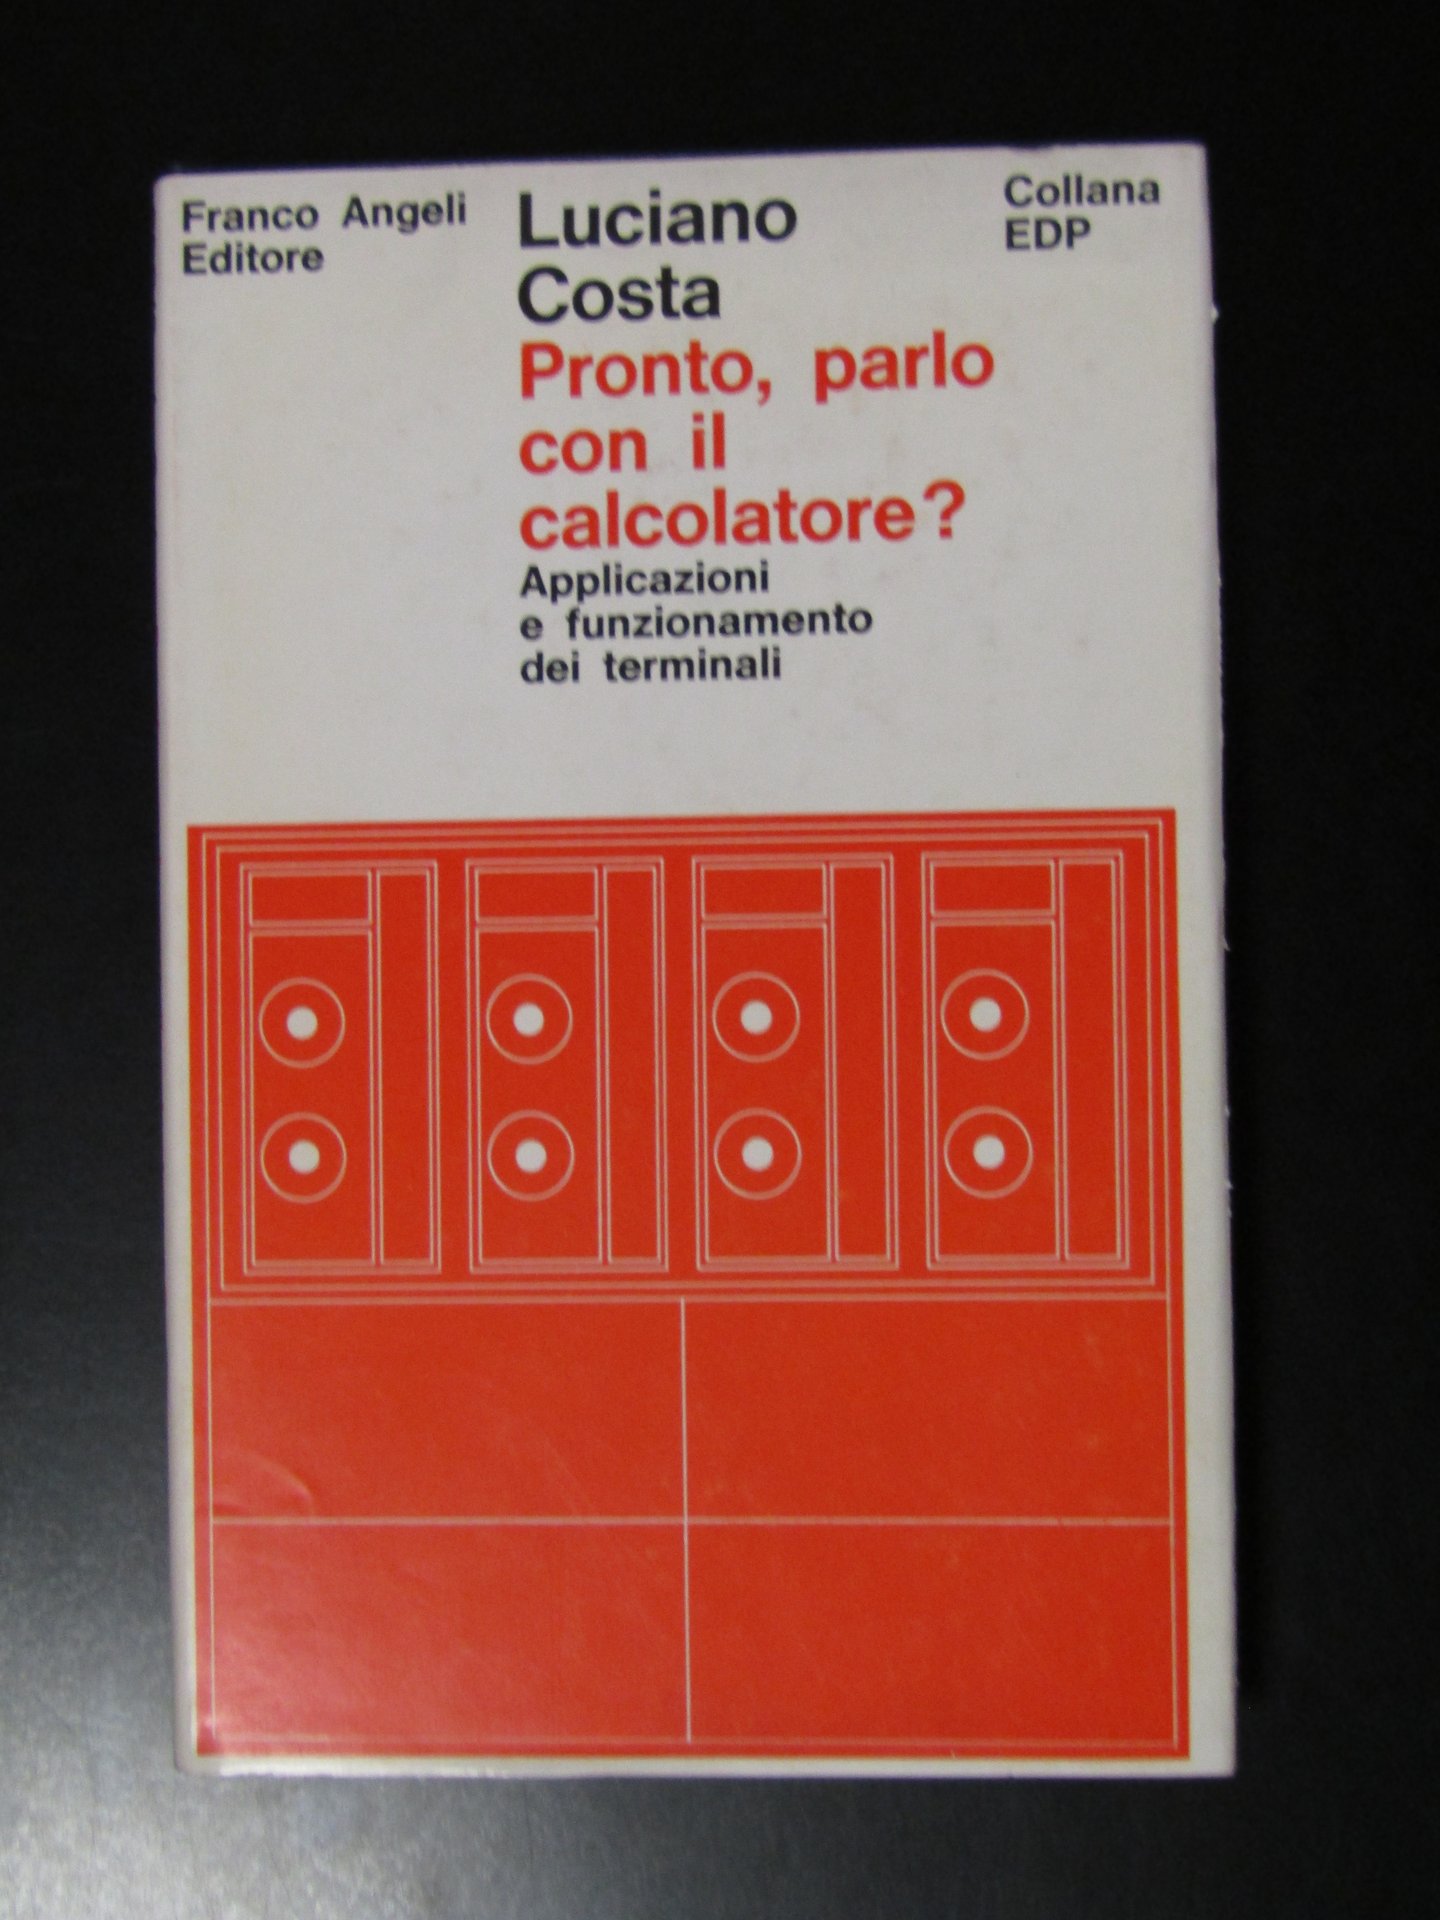 Franco Angeli
Editore
Luciano
Costa
Pronto, parlo
con il
calcolatore?
Applicazioni
e funzionamento
dei terminali
Collana
EDP